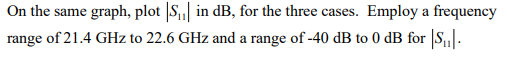 On the same graph, plot |S₁₁| in dB, for the three cases. Employ a frequency
range of 21.4 GHz to 22.6 GHz and a range of -40 dB to 0 dB for |S₁₁|.